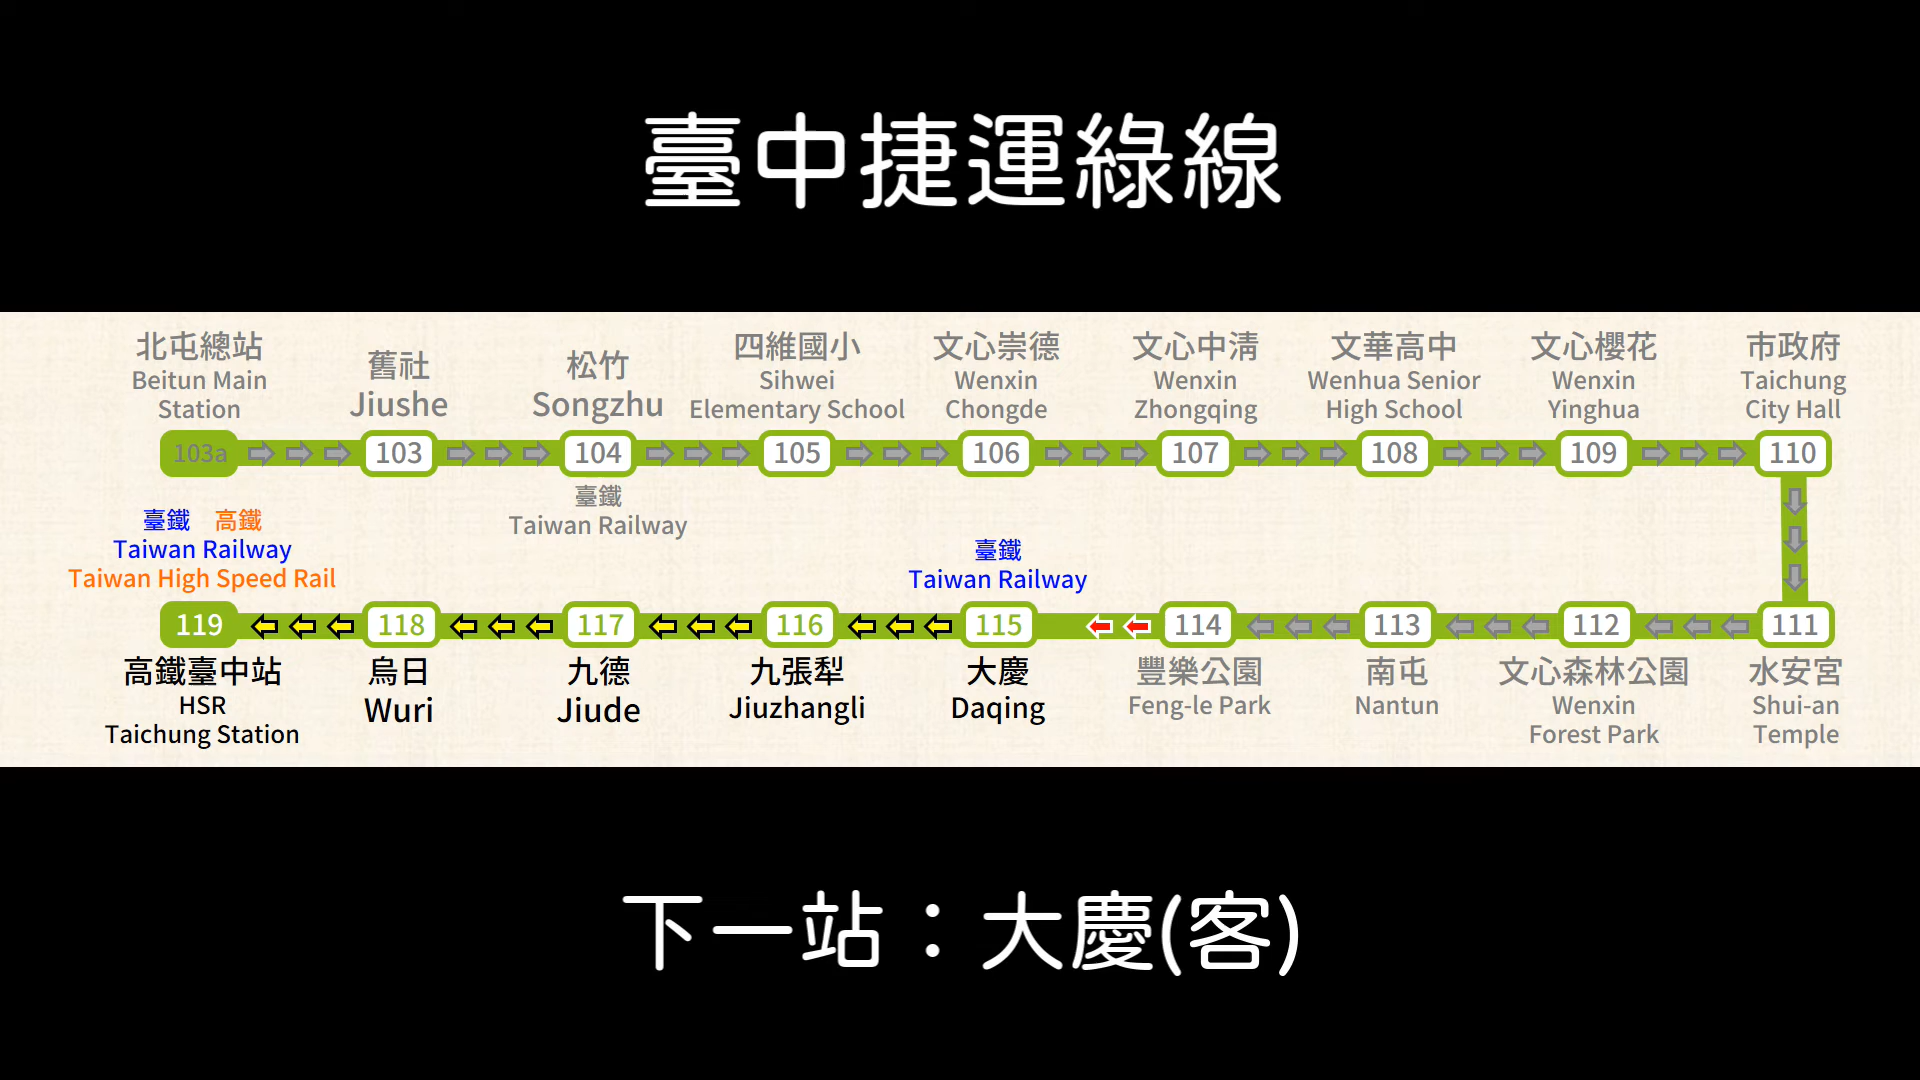 臺中捷運綠線
北屯總站
Beitun Main
Station
舊社
Jiushe
松竹
Songzhu
四維國小
Sihwei
Elementary School
文心崇德
Wenxin
Chongde
文心中清
Wenxin
Zhongqing
文華高中
Wenhua Senior
High School
文心櫻花
Wenxin
Yinghua
市政府
Taichung
City Hall
103a 103 104 105 106 107 108 109 110
臺鐵
Taiwan Railway
臺鐵 高鐵
Taiwan Railway
Taiwan High Speed Rail
臺鐵
Taiwan Railway
119 118 117 116 115 114 113 112 111
高鐵臺中站
HSR
Taichung Station
烏日
Wuri
九德
Jiude
九張犁
Jiuzhangli
大慶
Daqing
豐樂公園
Feng-le Park
南屯
Nantun
文心森林公園
Wenxin
Forest Park
水安宮
Shui-an
Temple
下一站：大慶(客)